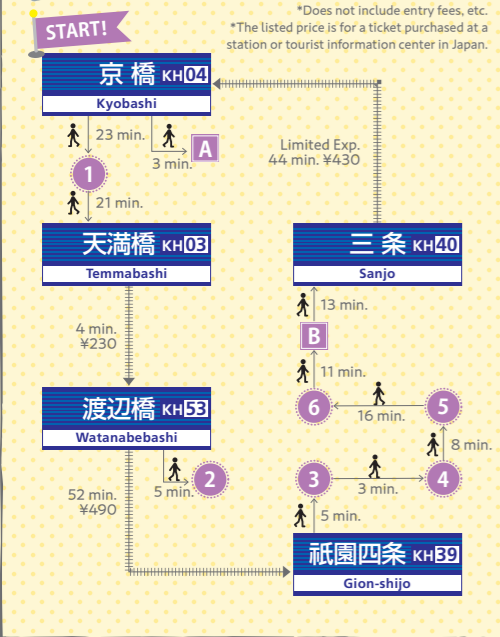 *Does not include entry fees, etc.
*The listed price is for a ticket purchased at a
station or tourist information center in Japan.
START!
京橋 KH04
Kyobashi
23 min.
3 min.
A
1
21 min.
天満橋 KH03
Temmabashi
4 min.
¥230
渡辺橋 KH53
Watanabebashi
5 min.
2
52 min.
¥490
祇園四条 KH39
Gion-shijo
5 min.
3
3 min.
4
8 min.
5
16 min.
6
11 min.
B
13 min.
三条 KH40
Sanjo
Limited Exp.
44 min. ¥430